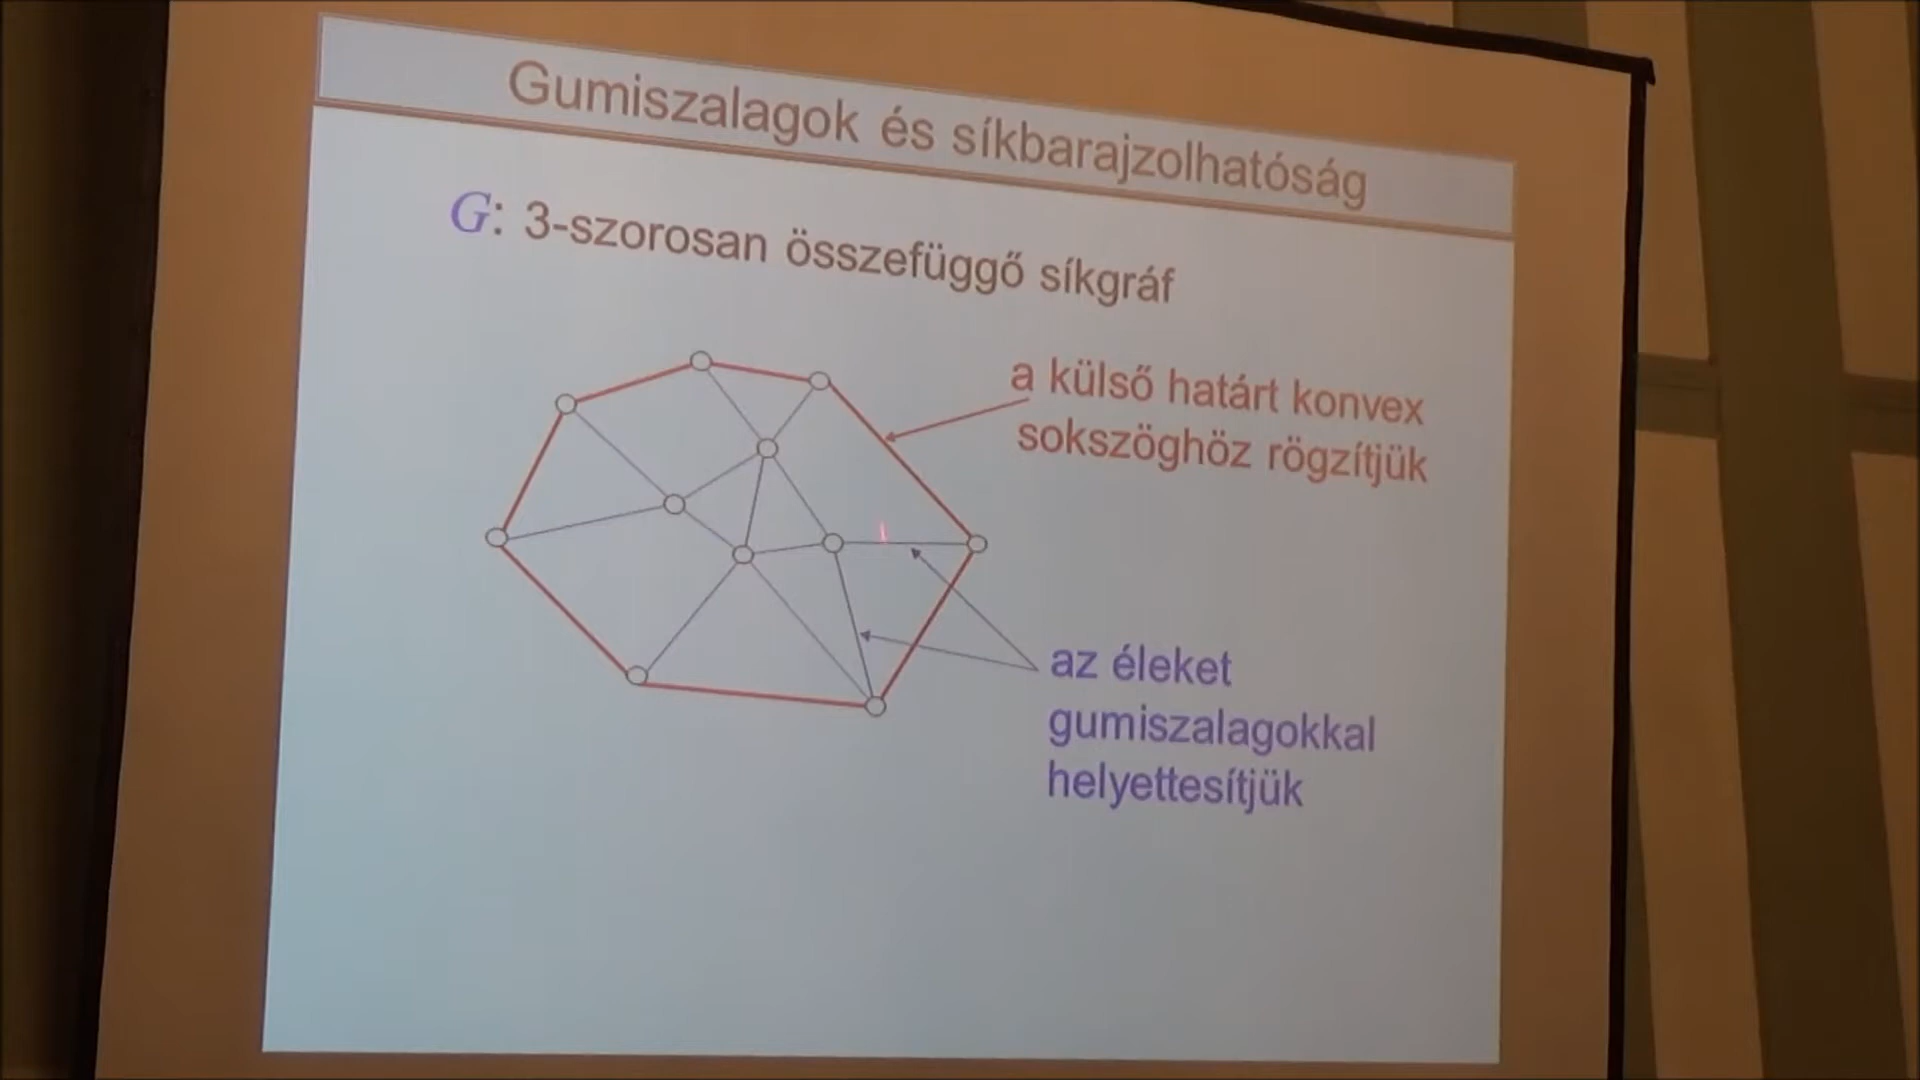 Gumiszalagok és síkbarajzolhatóság
G: 3-szorosan összefüggő síkgráf
a külső határt konvex
sokszöghöz rögzítjük
az éleket
gumiszalagokkal
helyettesítjük